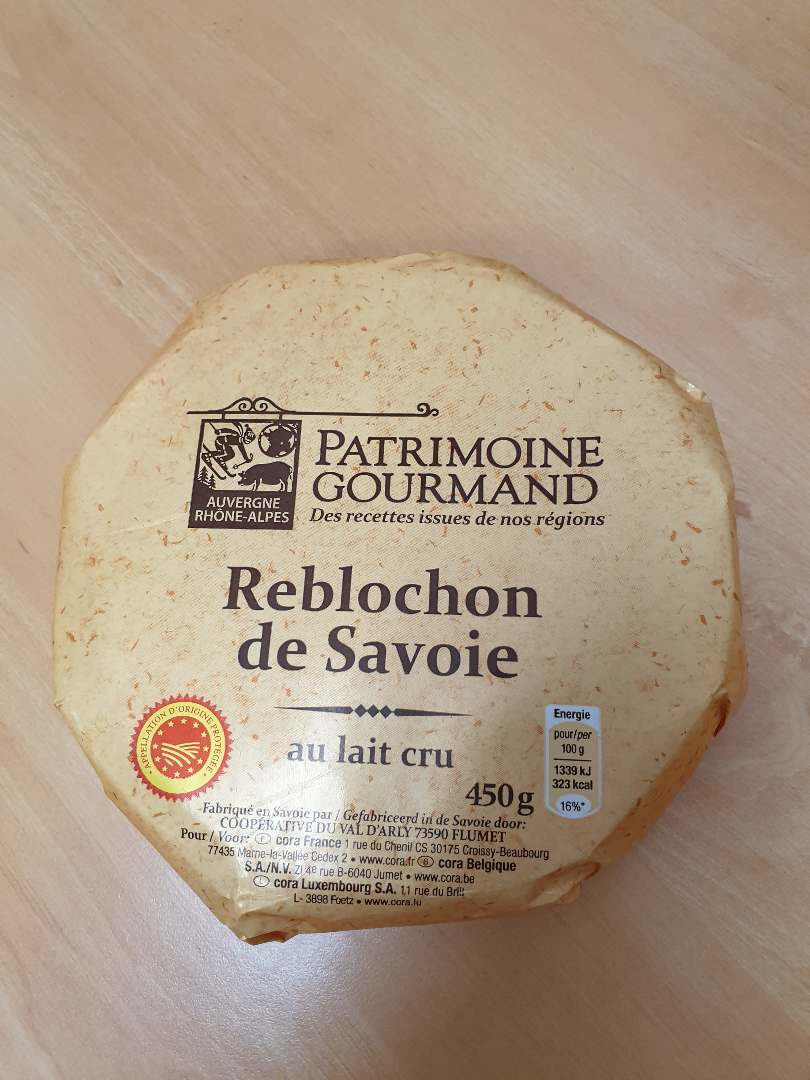 AUVERGNE
RHÔNE-ALPES
PATRIMOINE
GOURMAND
Des recettes issues de nos régions
Reblochon
de Savoie
APPELLATION D'ORIGINE PROTÉGÉE
au lait cru
450 g
Energie
pour/per
100 g
1339 kJ
323 kcal
16%*
Fabriqué en Savoie par / Gefabriceerd in de Savoie door:
COOPÉRATIVE DU VAL D'ARLY 73590 FLUMET
Pour / Voor: F cora France 1 rue du Chenil CS 30175 Croissy-Beaubourg
77435 Marne-la-Vallée Cedex 2 • www.cora.fr B cora Belgique
S.A./N.V. ZI 4e rue B-6040 Jumet • www.cora.be
L cora Luxembourg S.A. 11 rue du Brill
L- 3898 Foetz • www.cora.lu